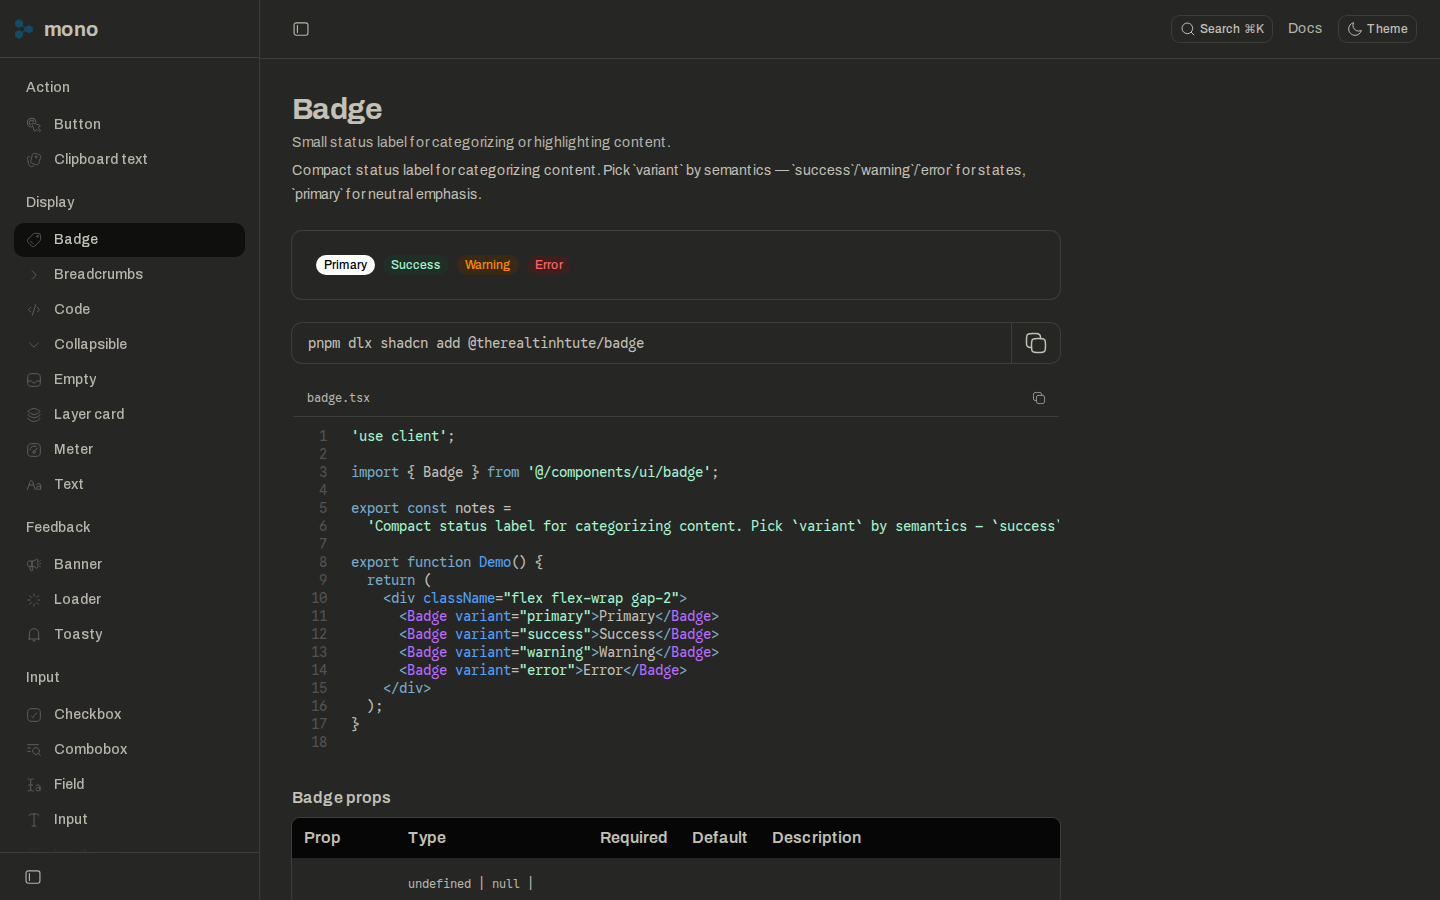 mono
Search ⌘K
Docs
Theme
Action
Button
Clipboard text
Display
Badge
Breadcrumbs
Code
Collapsible
Empty
Layer card
Meter
Text
Feedback
Banner
Loader
Toasty
Input
Checkbox
Combobox
Field
Input
Badge
Small status label for categorizing or highlighting content.
Compact status label for categorizing content. Pick `variant` by semantics — `success`/`warning`/`error` for states,
`primary` for neutral emphasis.
Primary Success Warning Error
pnpm dlx shadcn add @therealtinhtute/badge
badge.tsx
1 'use client';
2
3 import { Badge } from '@/components/ui/badge';
4
5 export const notes =
6 'Compact status label for categorizing content. Pick `variant` by semantics — `success`
7
8 export function Demo() {
9 return (
10 <div className="flex flex-wrap gap-2">
11 <Badge variant="primary">Primary</Badge>
12 <Badge variant="success">Success</Badge>
13 <Badge variant="warning">Warning</Badge>
14 <Badge variant="error">Error</Badge>
15 </div>
16 );
17 }
18
Badge props
Prop Type Required Default Description
undefined | null |